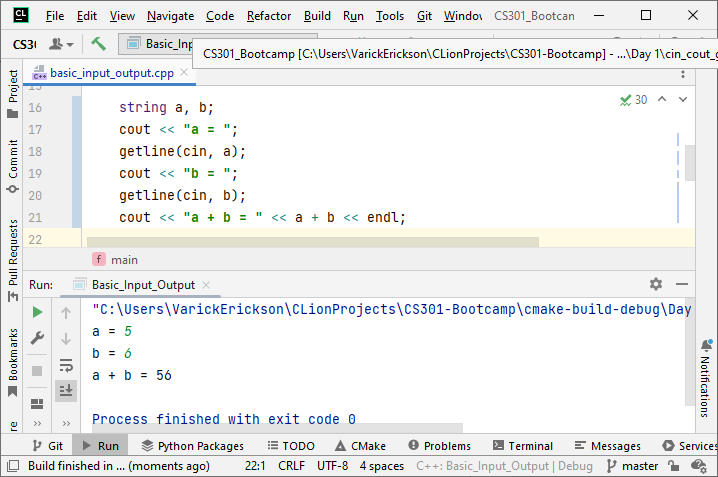 CL File Edit View Navigate Code Refactor Build Run Tools Git Window CS301_Bootcan
CS3( Basic_Inp
CS301_Bootcamp [C:\Users\VarickErickson\CLionProjects\CS301-Bootcamp] - ...\Day 1\cin_cout_g
Project
Commit
Pull Requests
Bookmarks
C++ basic_input_output.cpp
30
16 string a, b;
17 cout << "a = ";
18 getline(cin, a);
19 cout << "b = ";
20 getline(cin, b);
21 cout << "a + b = " << a + b << endl;
22
f main
Run: Basic_Input_Output
"C:\Users\VarickErickson\CLionProjects\CS301-Bootcamp\cmake-build-debug\Day
a = 5
b = 6
a + b = 56
Process finished with exit code 0
Notifications
Git Run Python Packages TODO CMake Problems Terminal Messages Services
Build finished in ... (moments ago) 22:1 CRLF UTF-8 4 spaces C++: Basic_Input_Output | Debug master